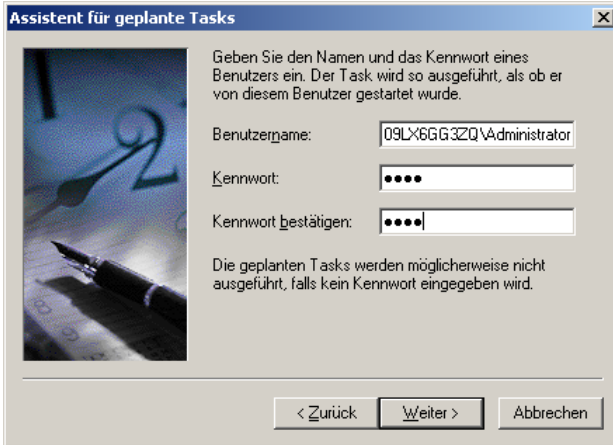 Assistent für geplante Tasks
Geben Sie den Namen und das Kennwort eines
Benutzers ein. Der Task wird so ausgeführt, als ob er
von diesem Benutzer gestartet wurde.
Benutzername: 09LX6GG3ZQ\Administrator
Kennwort: ●●●●
Kennwort bestätigen: ●●●●
Die geplanten Tasks werden möglicherweise nicht
ausgeführt, falls kein Kennwort eingegeben wird.
< Zurück Weiter > Abbrechen